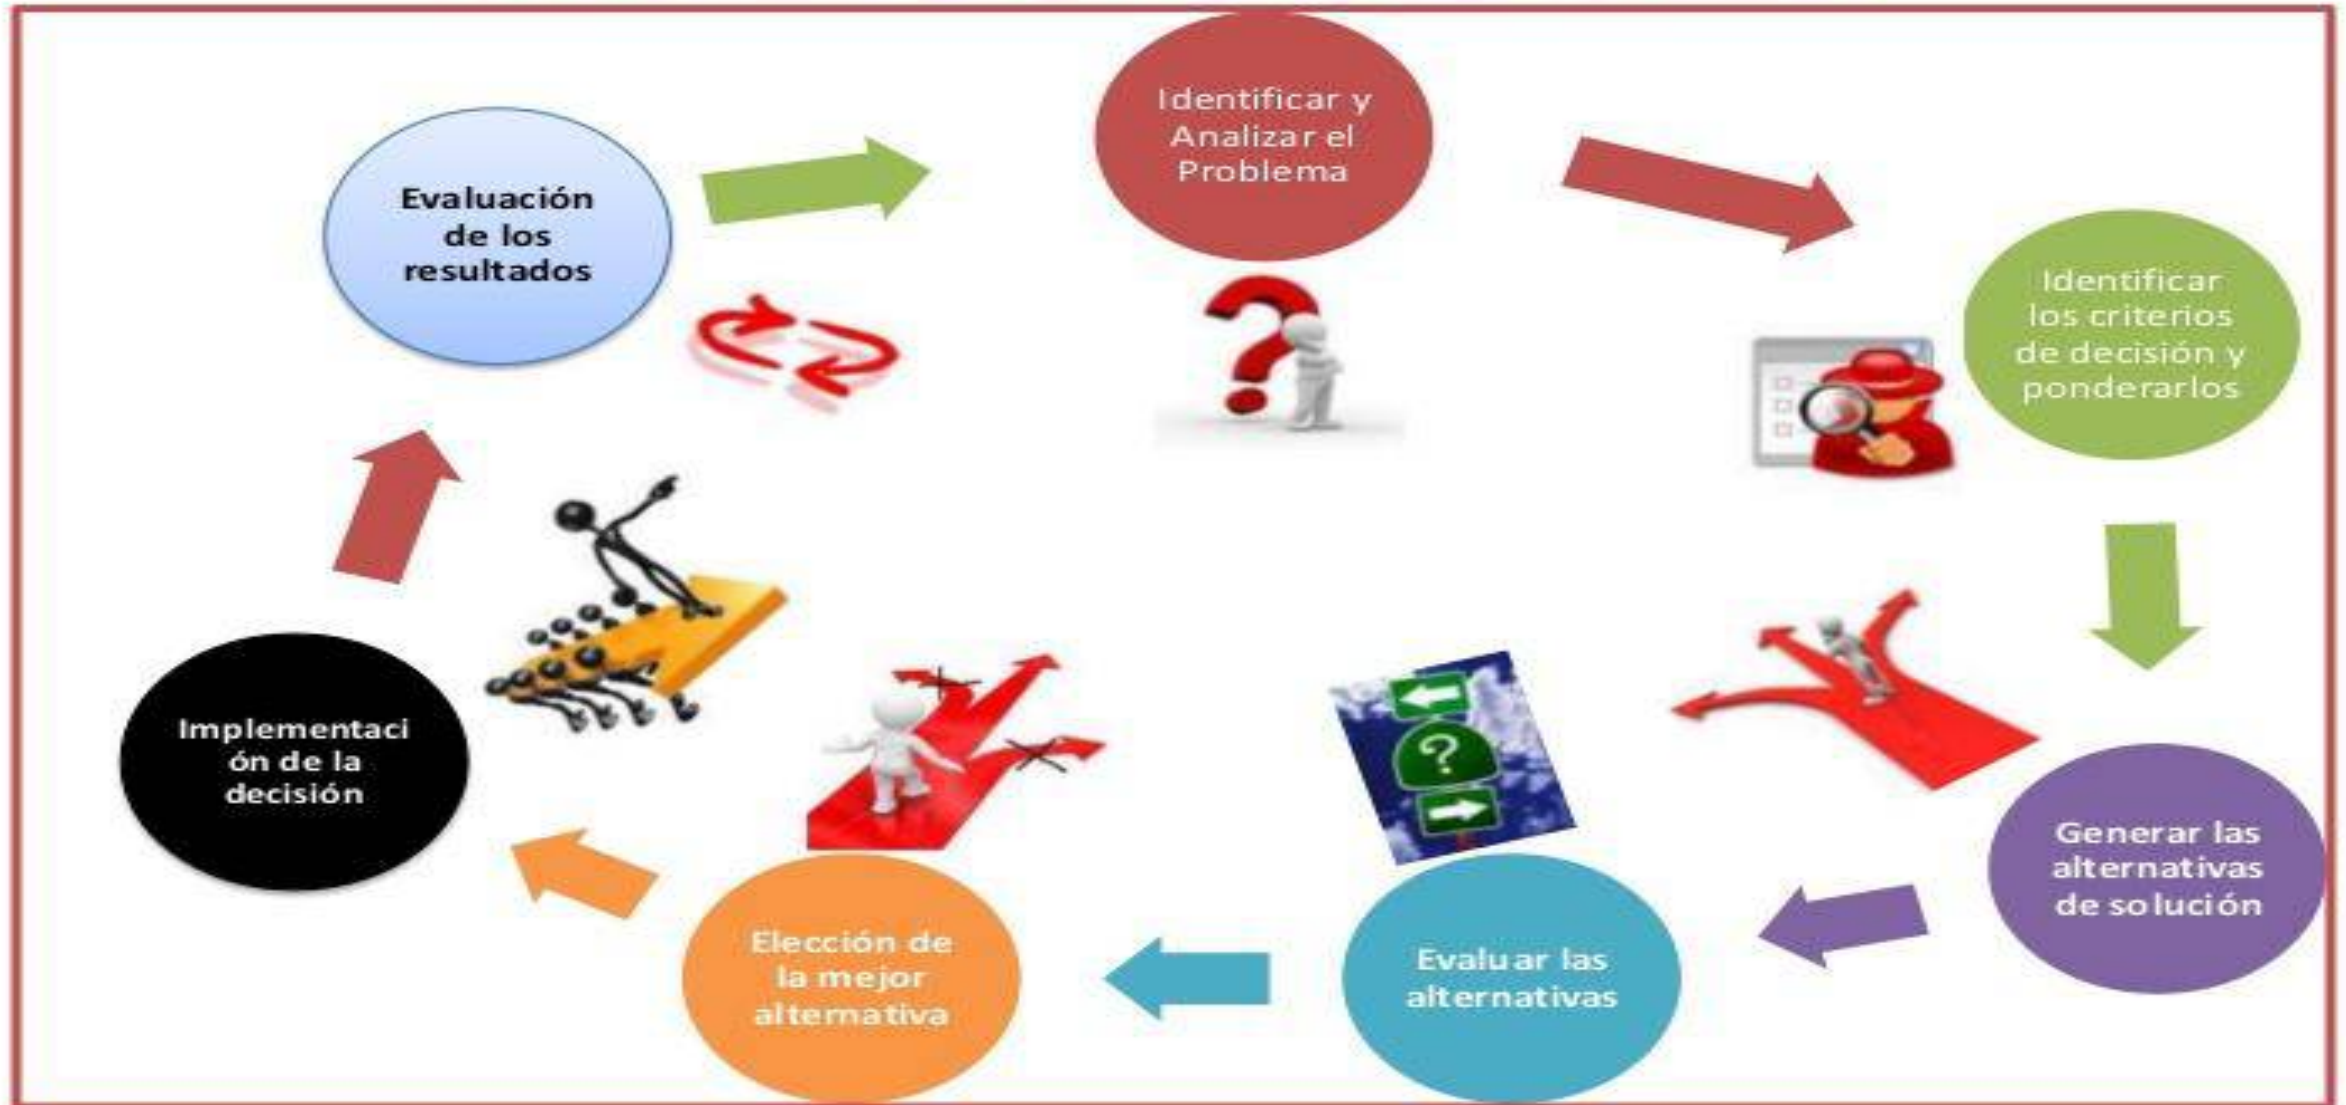 Identificar y
Analizar el
Problema
Identificar
los criterios
de decisión y
ponderarlos
Generar las
alternativas
de solución
Evaluar las
alternativas
Elección de
la mejor
alternativa
Implementaci
ón de la
decisión
Evaluación
de los
resultados
?